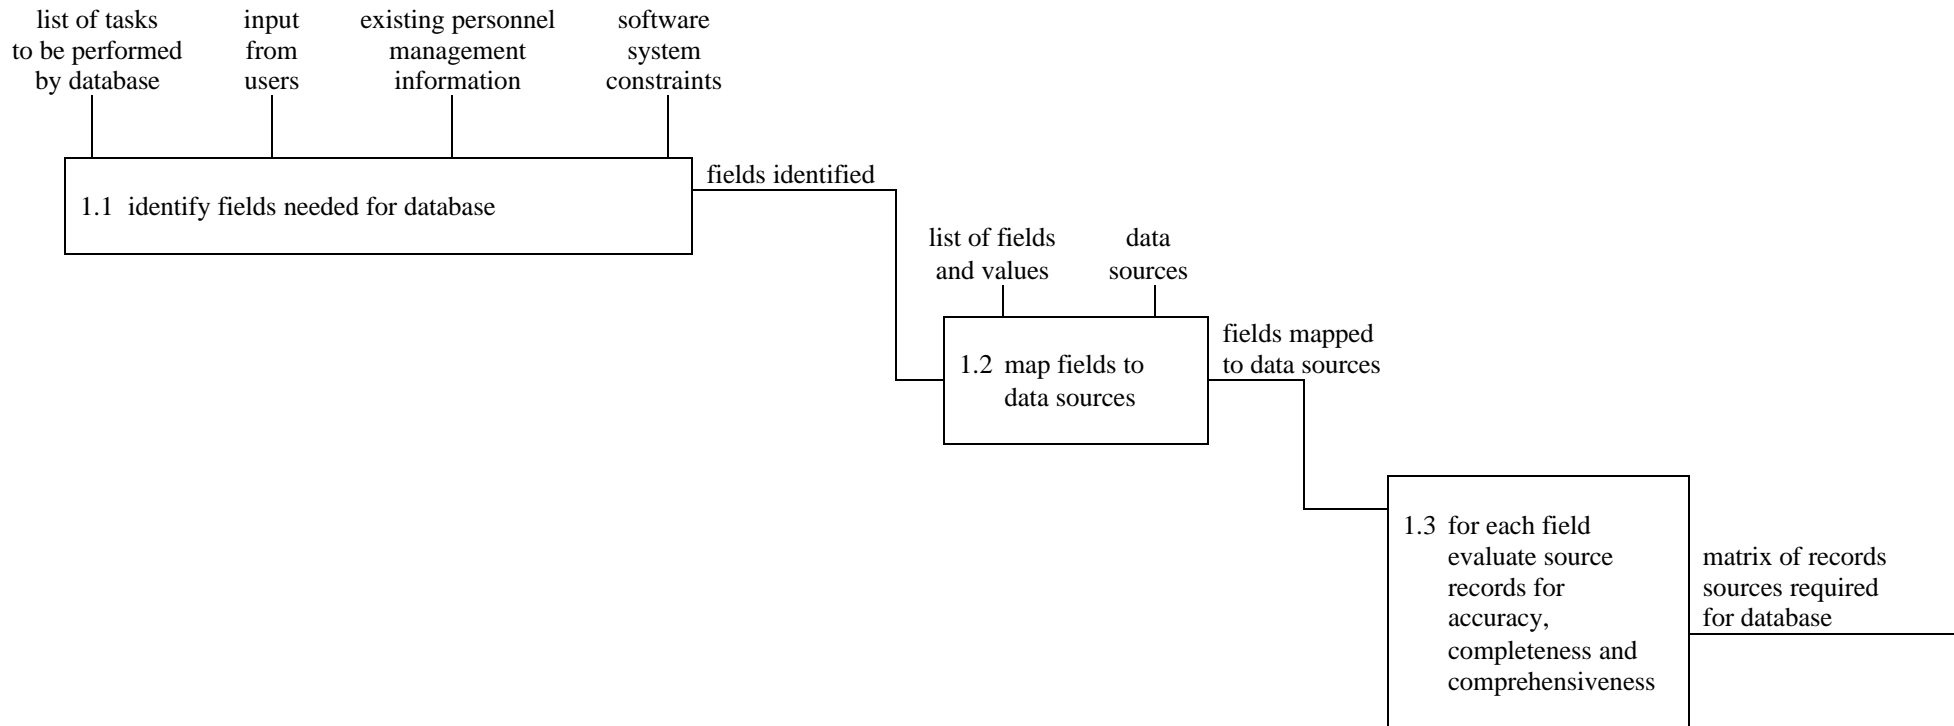 list of tasks
to be performed
by database
input
from
users
existing personnel
management
information
software
system
constraints
1.1 identify fields needed for database
fields identified
list of fields
and values
data
sources
1.2 map fields to
data sources
fields mapped
to data sources
1.3 for each field
evaluate source
records for
accuracy,
completeness and
comprehensiveness
matrix of records
sources required
for database